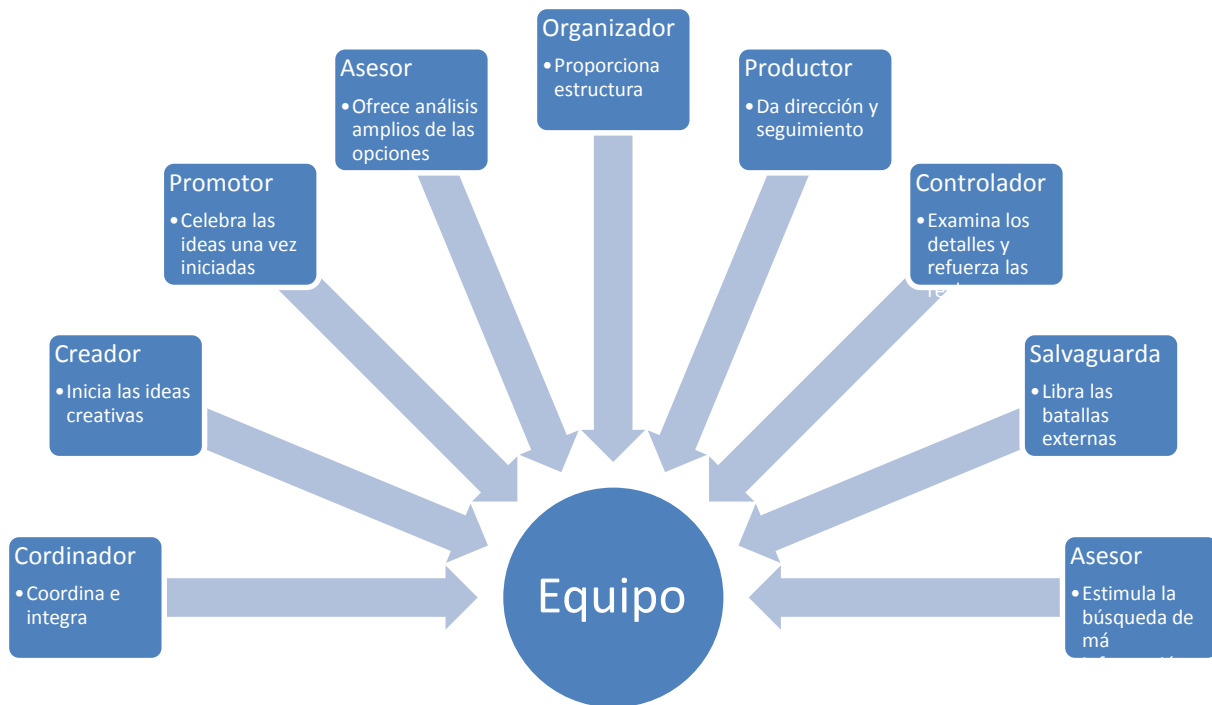 Organizador
•Proporciona
estructura
Asesor
•Ofrece análisis
amplios de las
opciones
Productor
•Da dirección y
seguimiento
Promotor
•Celebra las
ideas una vez
iniciadas
Controlador
•Examina los
detalles y
refuerza las
Creador
•Inicia las ideas
creativas
Salvaguarda
•Libra las
batallas
externas
Cordinador
•Coordina e
integra
Equipo
Asesor
•Estimula la
búsqueda de
má